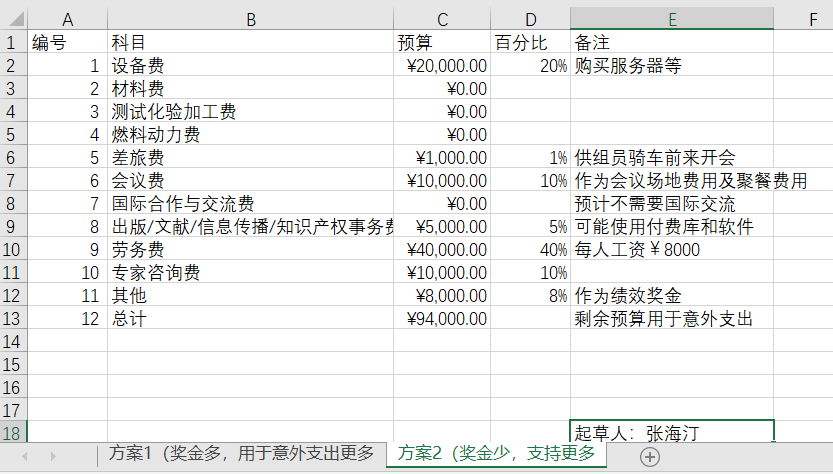 A B C D E F
1 编号 科目 预算 百分比 备注
2 1 设备费 ¥20,000.00 20% 购买服务器等
3 2 材料费 ¥0.00
4 3 测试化验加工费 ¥0.00
5 4 燃料动力费 ¥0.00
6 5 差旅费 ¥1,000.00 1% 供组员骑车前来开会
7 6 会议费 ¥10,000.00 10% 作为会议场地费用及聚餐费用
8 7 国际合作与交流费 ¥0.00 预计不需要国际交流
9 8 出版/文献/信息传播/知识产权事务费 ¥5,000.00 5% 可能使用付费库和软件
10 9 劳务费 ¥40,000.00 40% 每人工资￥8000
11 10 专家咨询费 ¥10,000.00 10%
12 11 其他 ¥8,000.00 8% 作为绩效奖金
13 12 总计 ¥94,000.00 剩余预算用于意外支出
14
15
16
17
18 起草人：张海汀
方案1（奖金多，用于意外支出更多 方案2（奖金少，支持更多